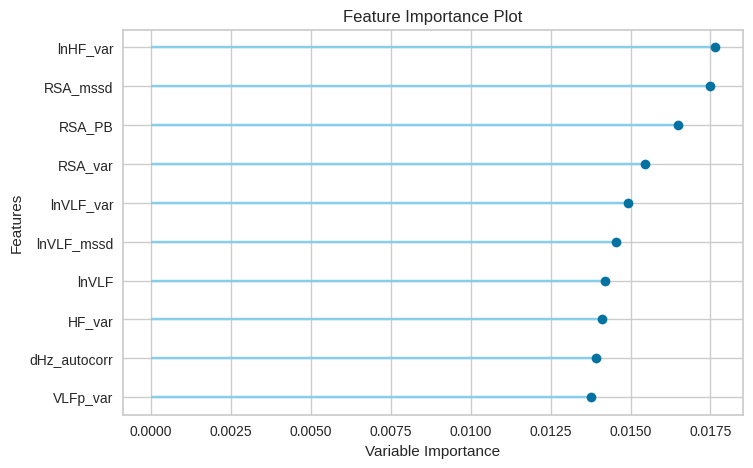 Feature Importance Plot
Features
lnHF_var
RSA_mssd
RSA_PB
RSA_var
lnVLF_var
lnVLF_mssd
lnVLF
HF_var
dHz_autocorr
VLFp_var
0.0000 0.0025 0.0050 0.0075 0.0100 0.0125 0.0150 0.0175
Variable Importance